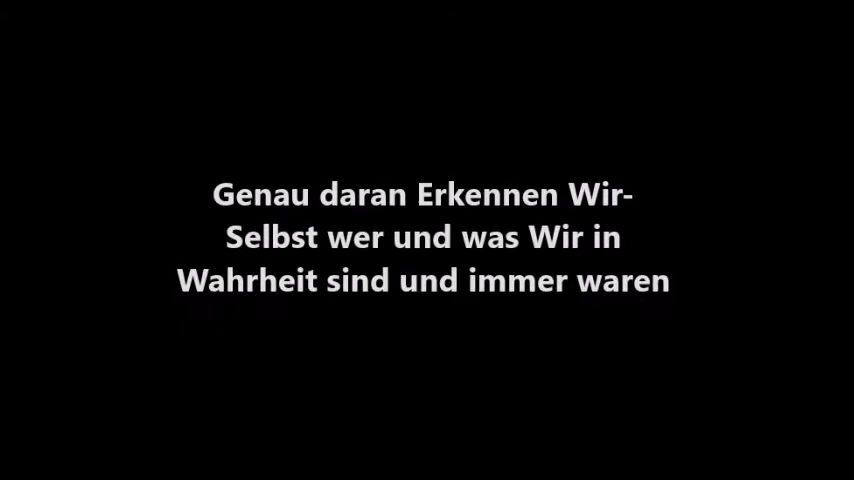 Genau daran Erkennen Wir-
Selbst wer und was Wir in
Wahrheit sind und immer waren